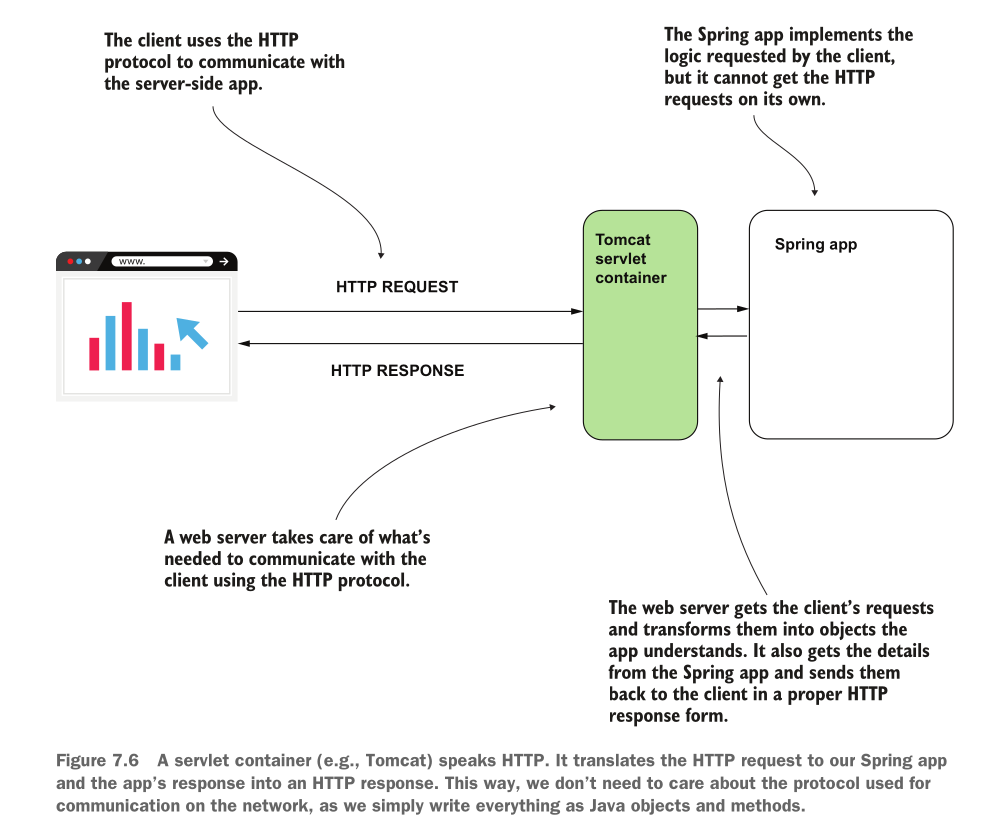 The client uses the HTTP
protocol to communicate with
the server-side app.
The Spring app implements the
logic requested by the client,
but it cannot get the HTTP
requests on its own.
www.
HTTP REQUEST
HTTP RESPONSE
Tomcat
servlet
container
Spring app
A web server takes care of what's
needed to communicate with the
client using the HTTP protocol.
The web server gets the client's requests
and transforms them into objects the
app understands. It also gets the details
from the Spring app and sends them
back to the client in a proper HTTP
response form.
Figure 7.6 A servlet container (e.g., Tomcat) speaks HTTP. It translates the HTTP request to our Spring app
and the app's response into an HTTP response. This way, we don't need to care about the protocol used for
communication on the network, as we simply write everything as Java objects and methods.